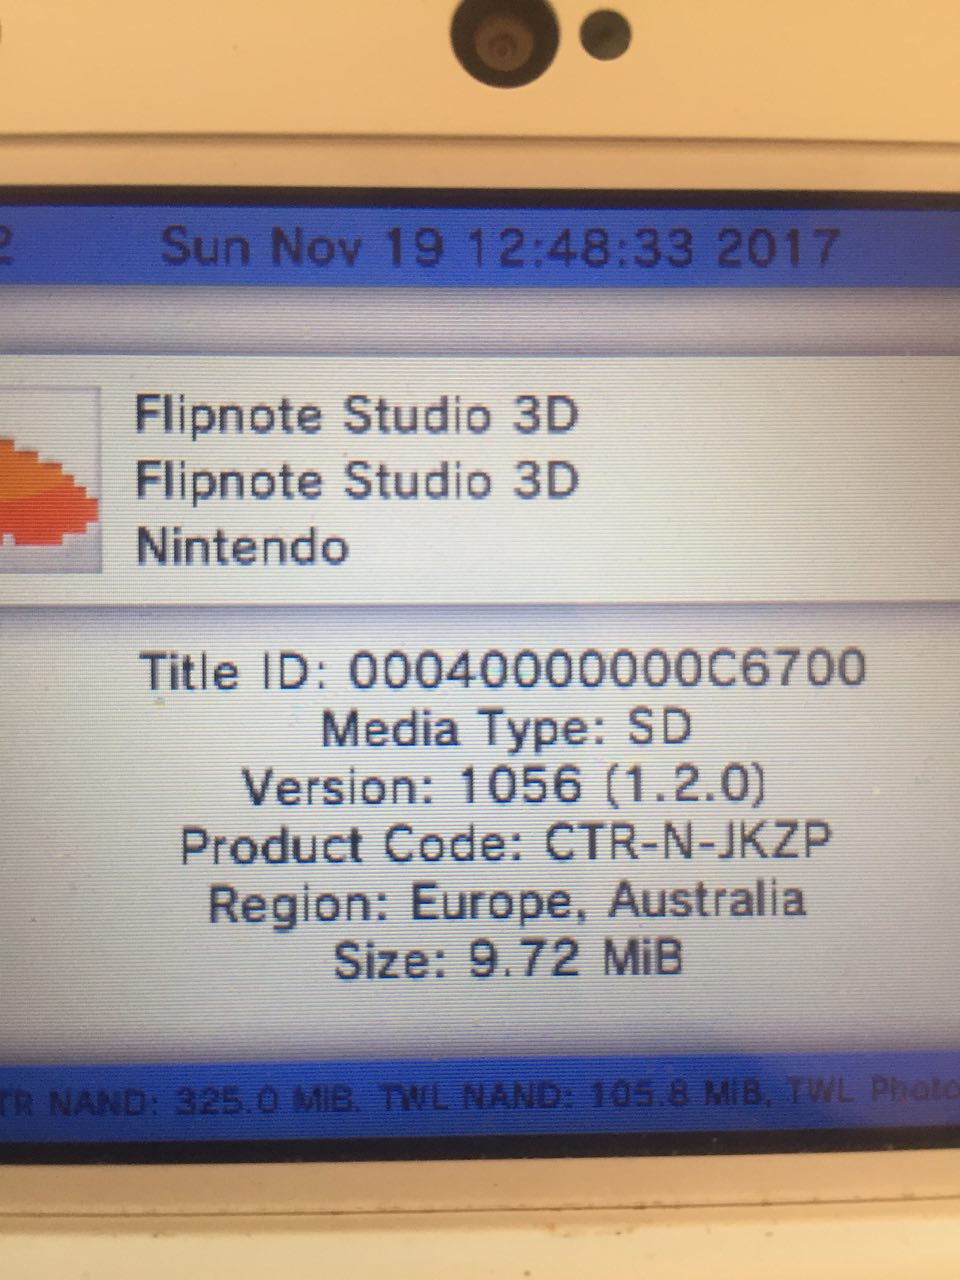 2 Sun Nov 19 12:48:33 2017
Flipnote Studio 3D
Flipnote Studio 3D
Nintendo
Title ID: 00040000000C6700
Media Type: SD
Version: 1056 (1.2.0)
Product Code: CTR-N-JKZP
Region: Europe, Australia
Size: 9.72 MiB
TR NAND: 325.0 MiB, TWL NAND: 105.8 MiB, TWL Photo